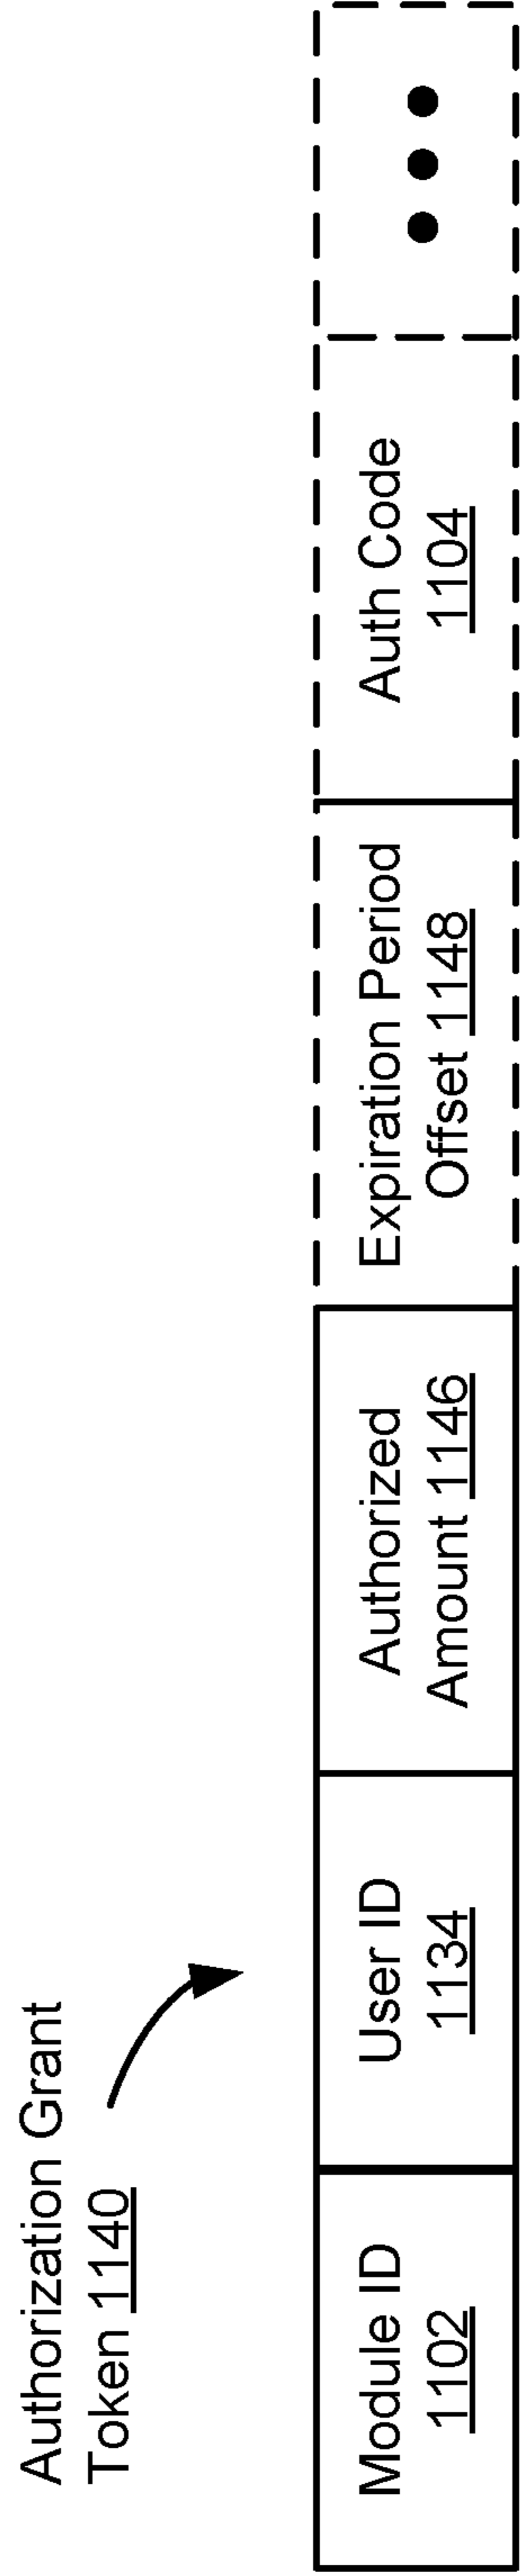 Authorization Grant
Token 1140
Module ID
1102
User ID
1134
Authorized
Amount 1146
Expiration Period
Offset 1148
Auth Code
1104